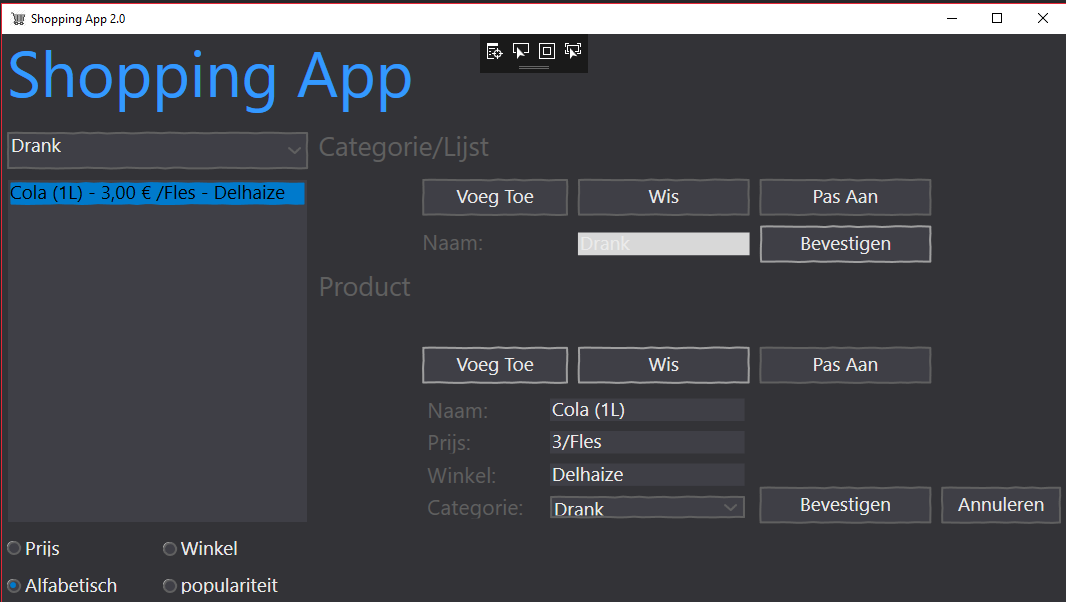 Shopping App 2.0
Shopping App
Drank
Categorie/Lijst
Cola (1L) - 3,00 € /Fles - Delhaize
Voeg Toe
Wis
Pas Aan
Naam:
Drank
Bevestigen
Product
Voeg Toe
Wis
Pas Aan
Naam:
Cola (1L)
Prijs:
3/Fles
Winkel:
Delhaize
Categorie:
Drank
Bevestigen
Annuleren
Prijs
Winkel
Alfabetisch
populariteit